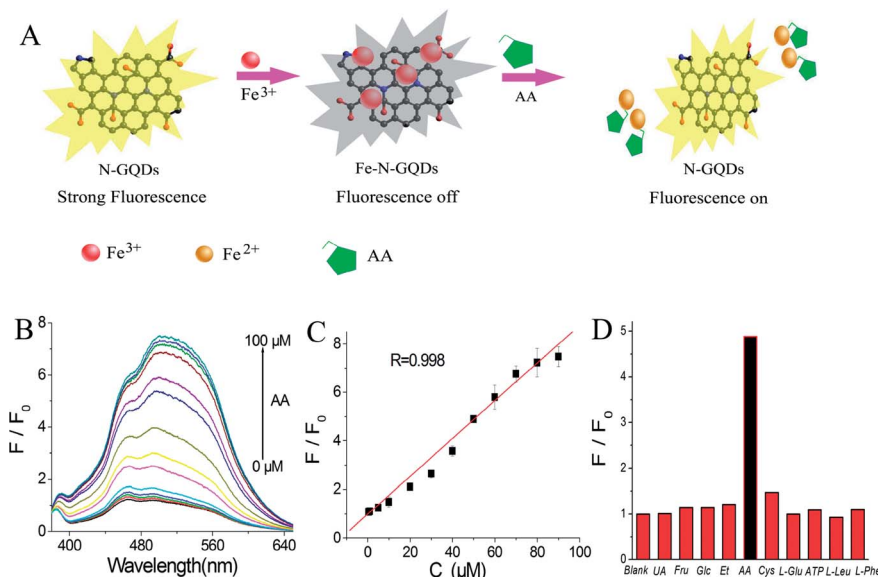 A
Fe3+
AA
N-GQDs
Strong Fluorescence
Fe-N-GQDs
Fluorescence off
N-GQDs
Fluorescence on
Fe3+
Fe2+
AA
B
8
6
4
2
0
F / F0
400
480
560
640
Wavelength(nm)
100 µM
AA
0 µM
C
R=0.998
8
6
4
2
0
F / F0
0
20
40
60
80
100
C (µM)
D
5
4
3
2
1
0
F / F0
Blank UA Fru Glc Et AA Cys L-Glu ATP L-Leu L-Phe